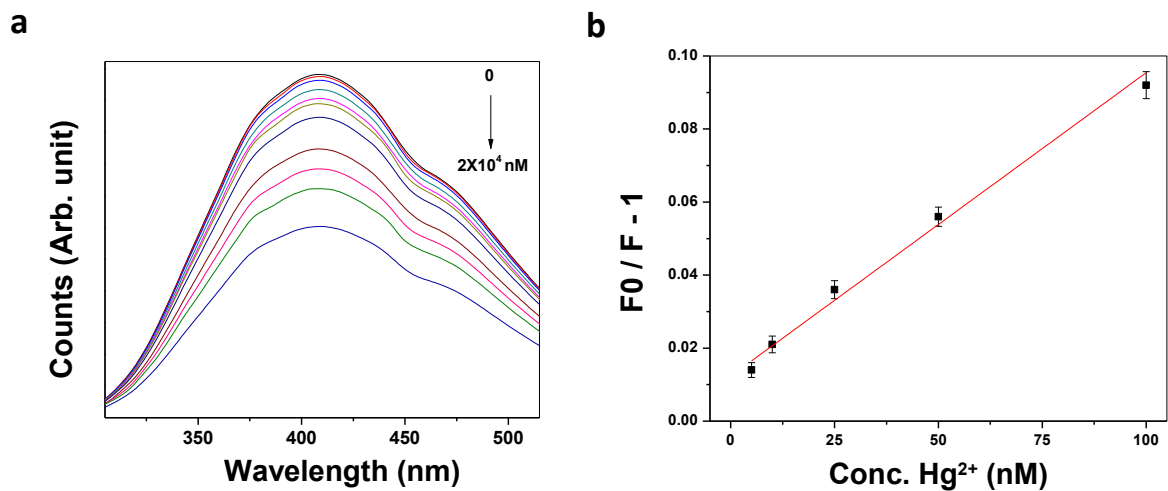 a
0
2X10⁴ nM
Counts (Arb. unit)
350 400 450 500
Wavelength (nm)
b
0.10
0.08
0.06
0.04
0.02
0.00
F0 / F - 1
0 25 50 75 100
Conc. Hg²⁺ (nM)